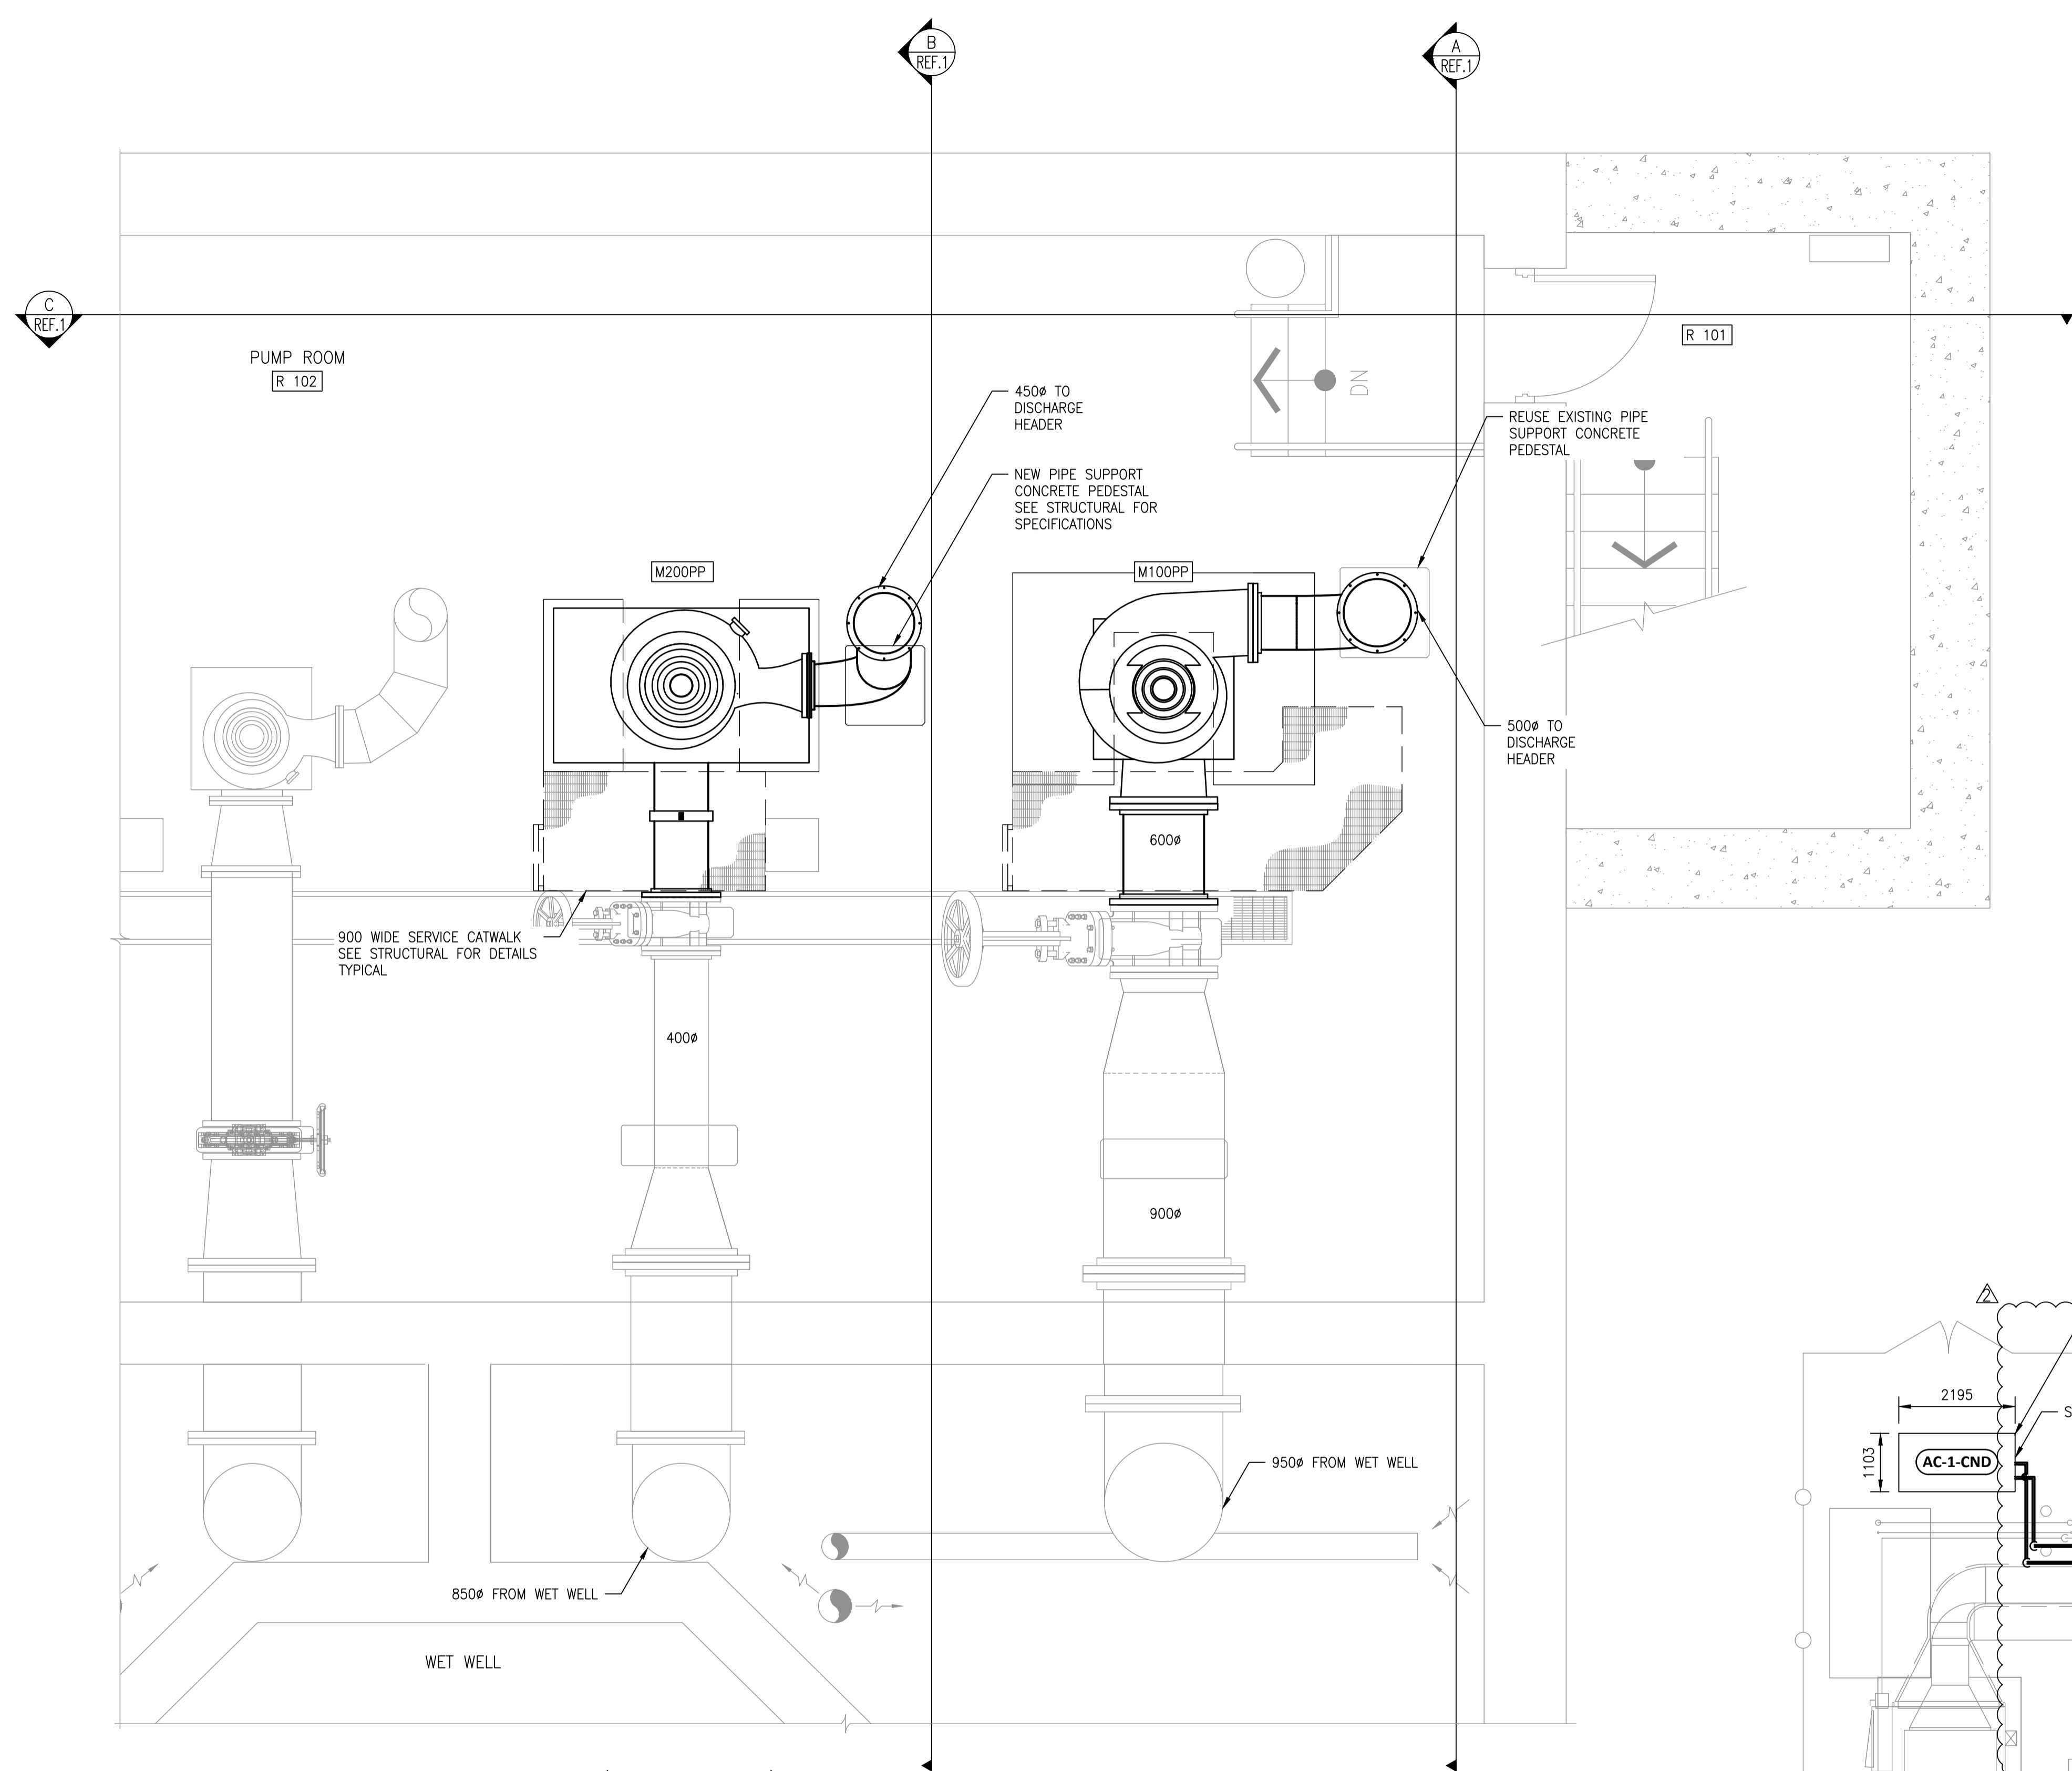 B
REF.1
A
REF.1
C
REF.1
PUMP ROOM
R 102
R 101
DN
450ø TO
DISCHARGE
HEADER
NEW PIPE SUPPORT
CONCRETE PEDESTAL
SEE STRUCTURAL FOR
SPECIFICATIONS
REUSE EXISTING PIPE
SUPPORT CONCRETE
PEDESTAL
M200PP
M100PP
500ø TO
DISCHARGE
HEADER
600ø
900 WIDE SERVICE CATWALK
SEE STRUCTURAL FOR DETAILS
TYPICAL
400ø
900ø
2
2195
S
1103
AC-1-CND
950ø FROM WET WELL
850ø FROM WET WELL
WET WELL